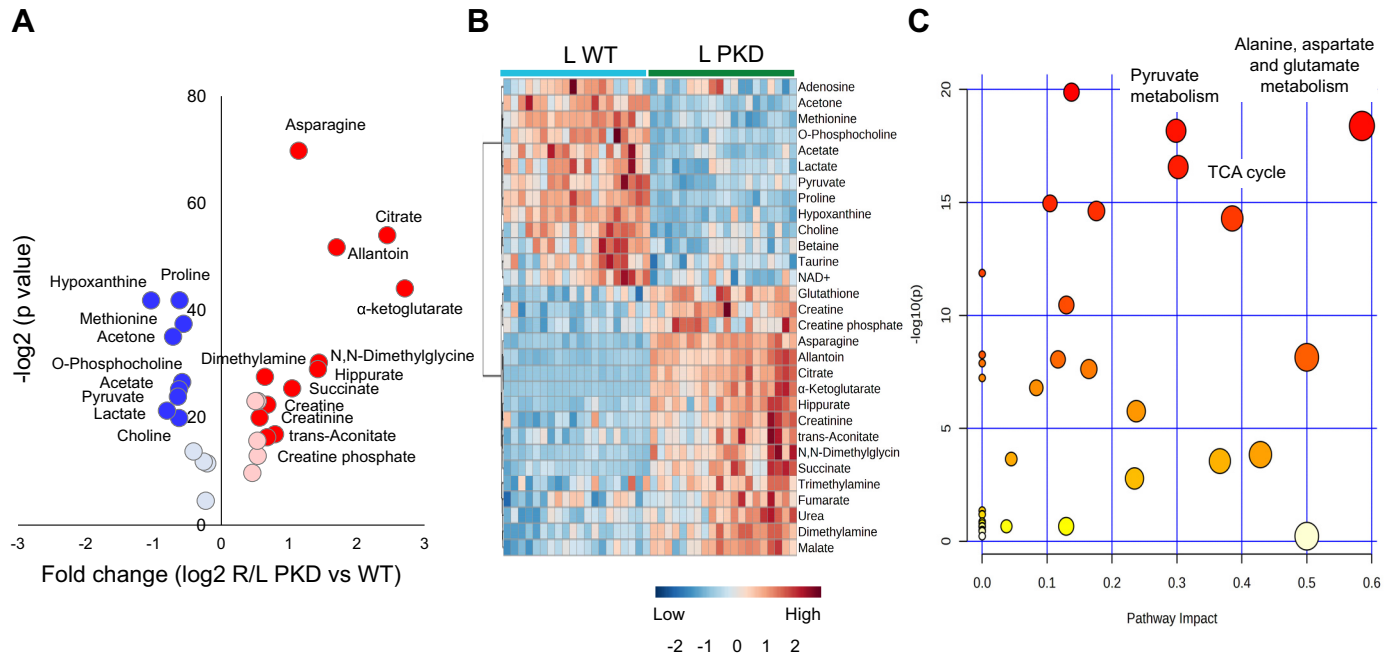 A
80
60
40
20
0
-3
-2
-1
0
1
2
3
-log2 (p value)
Fold change (log2 R/L PKD vs WT)
Asparagine
Citrate
Allantoin
α-ketoglutarate
Hypoxanthine
Proline
Methionine
Acetone
O-Phosphocholine
Acetate
Pyruvate
Lactate
Choline
Dimethylamine
N,N-Dimethylglycine
Hippurate
Succinate
Creatine
Creatinine
trans-Aconitate
Creatine phosphate
B
L WT
L PKD
Adenosine
Acetone
Methionine
O-Phosphocholine
Acetate
Lactate
Pyruvate
Proline
Hypoxanthine
Choline
Betaine
Taurine
NAD+
Glutathione
Creatine
Creatine phosphate
Asparagine
Allantoin
Citrate
α-Ketoglutarate
Hippurate
Creatinine
trans-Aconitate
N,N-Dimethylglycin
Succinate
Trimethylamine
Fumarate
Urea
Dimethylamine
Malate
Low
High
-2 -1 0 1 2
C
Alanine, aspartate
and glutamate
metabolism
Pyruvate
metabolism
TCA cycle
20
15
10
5
0
-log10(p)
0.0
0.1
0.2
0.3
0.4
0.5
0.6
Pathway Impact